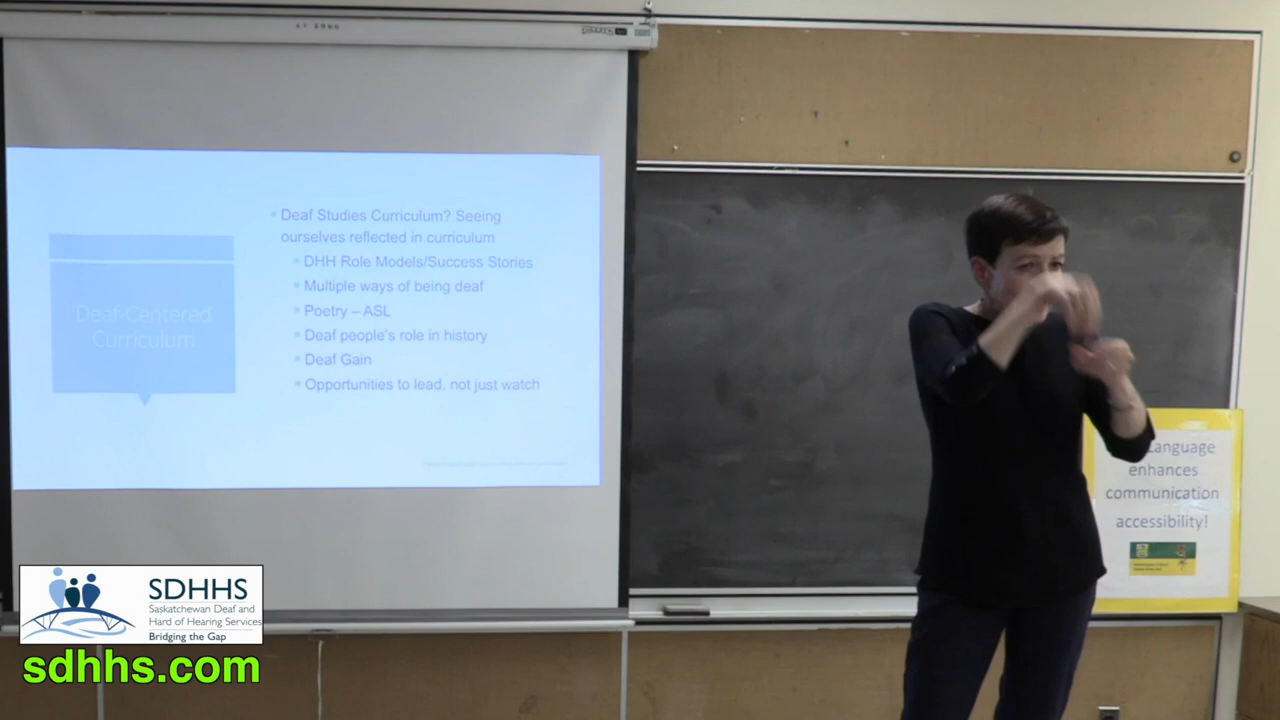 Deaf-Centered
Curriculum
Deaf Studies Curriculum? Seeing
ourselves reflected in curriculum
DHH Role Models/Success Stories
Multiple ways of being deaf
Poetry – ASL
Deaf people's role in history
Deaf Gain
Opportunities to lead, not just watch
Language
enhances
communication
accessibility!
SDHHS
Saskatchewan Deaf and
Hard of Hearing Services
Bridging the Gap
sdhhs.com